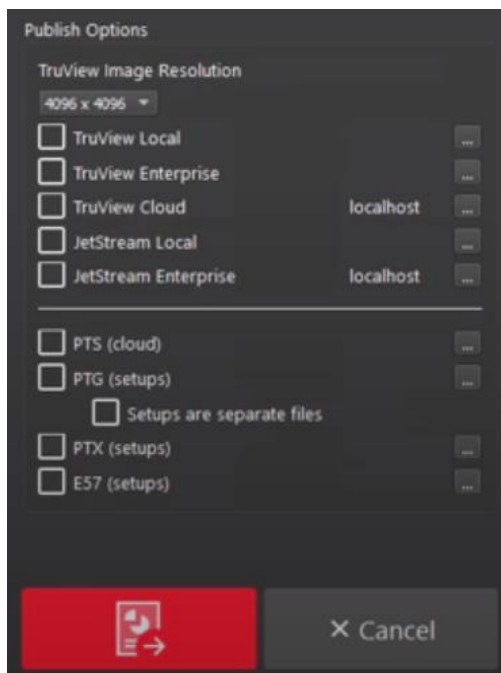 Publish Options
TruView Image Resolution
4096 x 4096
TruView Local ...
TruView Enterprise ...
TruView Cloud localhost ...
JetStream Local ...
JetStream Enterprise localhost ...
PTS (cloud) ...
PTG (setups) ...
Setups are separate files
PTX (setups) ...
E57 (setups) ...
× Cancel